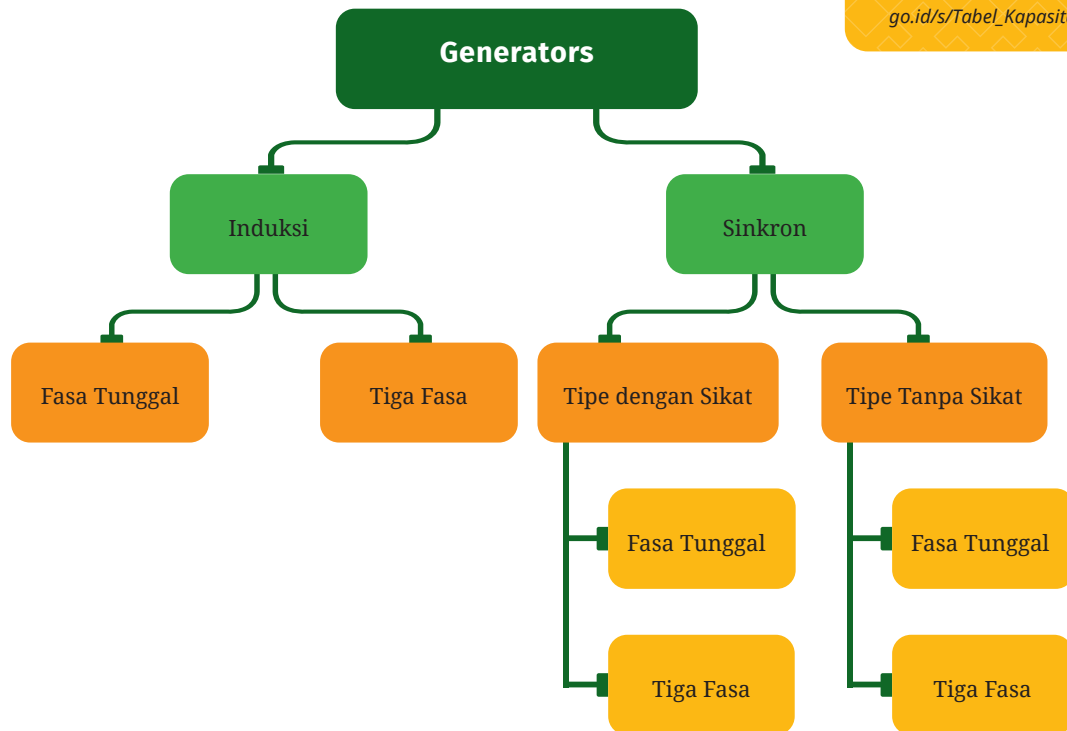 go.id/s/Tabel_Kapasit
Generators
Induksi
Sinkron
Fasa Tunggal
Tiga Fasa
Tipe dengan Sikat
Tipe Tanpa Sikat
Fasa Tunggal
Fasa Tunggal
Tiga Fasa
Tiga Fasa